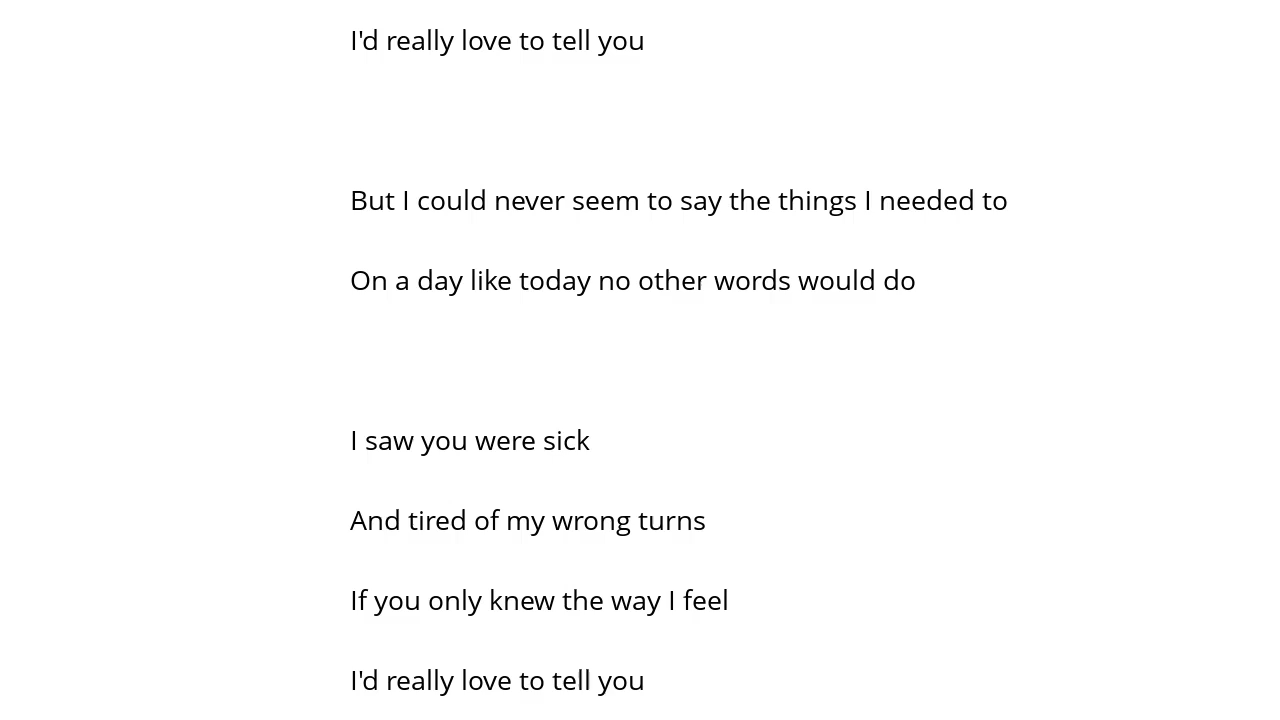 I'd really love to tell you
But I could never seem to say the things I needed to
On a day like today no other words would do
I saw you were sick
And tired of my wrong turns
If you only knew the way I feel
I'd really love to tell you